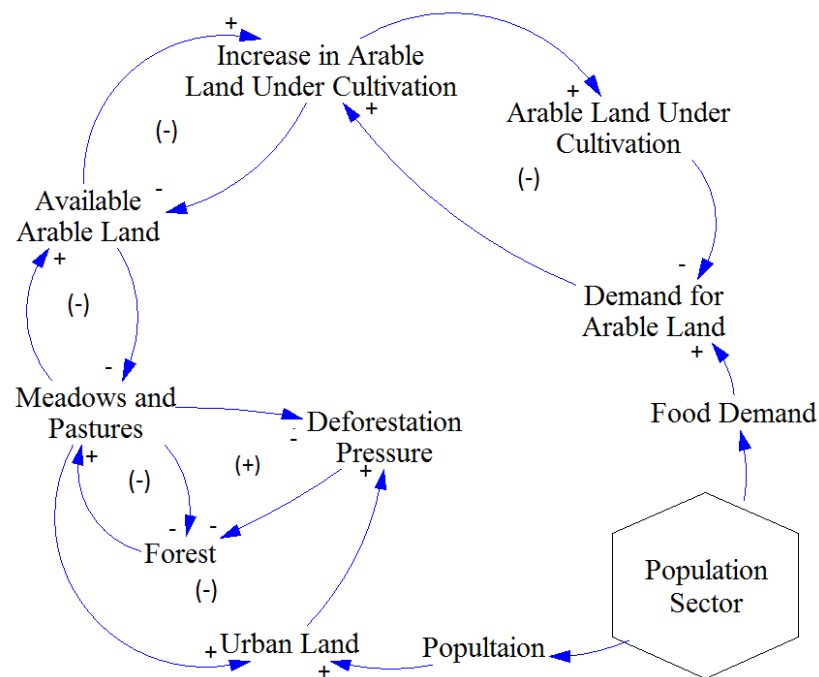 +
Increase in Arable
Land Under Cultivation
+
+
Arable Land Under
Cultivation
(-)
(-)
-
Available
Arable Land
+
-
Demand for
Arable Land
+
(-)
-
Meadows and
Pastures
+
Food Demand
-
Deforestation
Pressure
+
(+)
(-)
-
-
Forest
(-)
Population
Sector
+
Urban Land
+
Popultaion